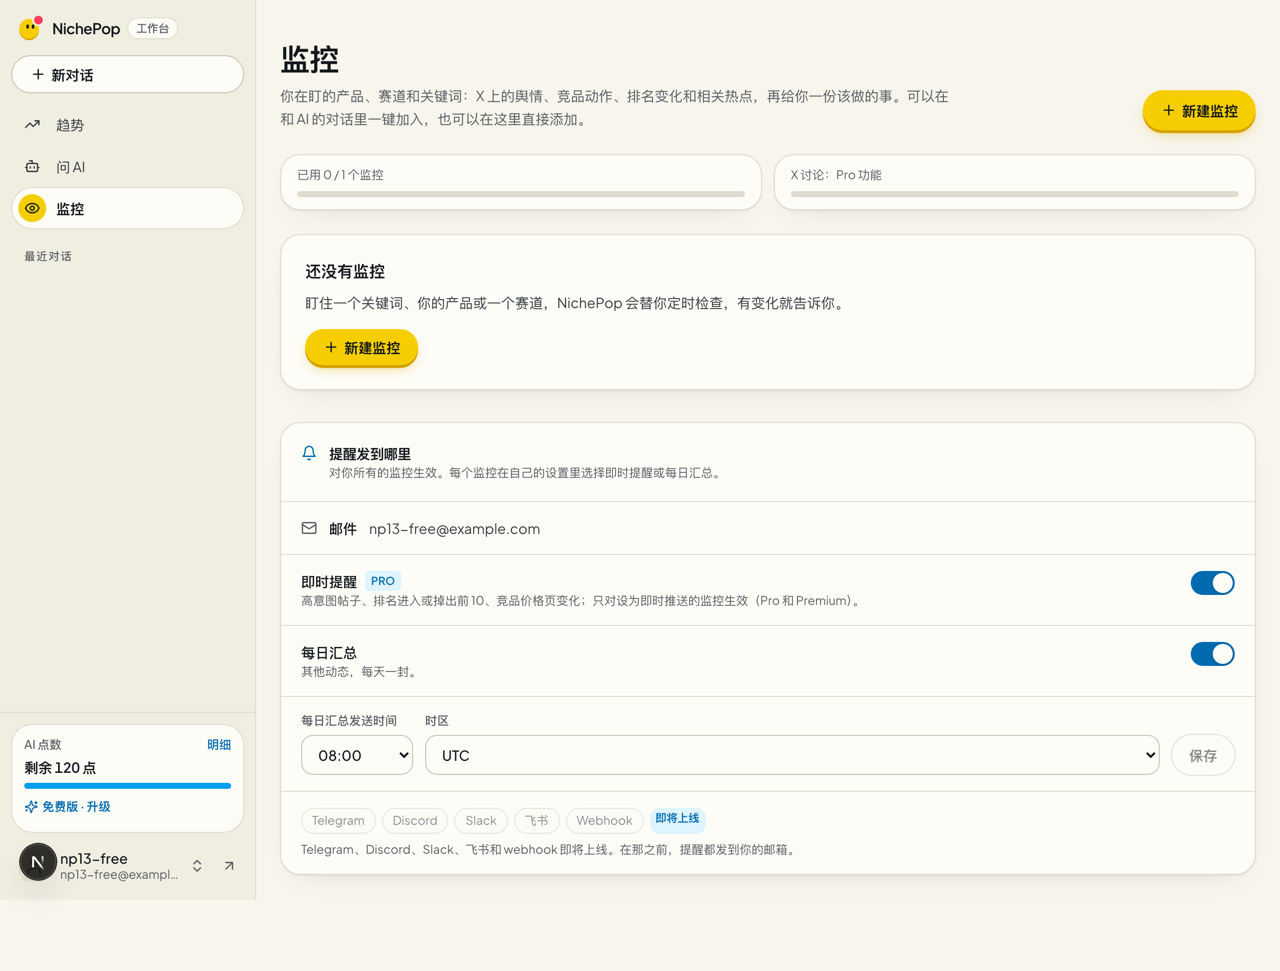 NichePop 工作台
新对话
趋势
问 AI
监控
最近对话
AI 点数 明细
剩余 120 点
免费版 · 升级
N
np13-free
np13-free@exampl...
监控
你在盯的产品、赛道和关键词：X 上的舆情、竞品动作、排名变化和相关热点，再给你一份该做的事。可以在
和 AI 的对话里一键加入，也可以在这里直接添加。
新建监控
已用 0 / 1 个监控
X 讨论：Pro 功能
还没有监控
盯住一个关键词、你的产品或一个赛道，NichePop 会替你定时检查，有变化就告诉你。
新建监控
提醒发到哪里
对你所有的监控生效。每个监控在自己的设置里选择即时提醒或每日汇总。
邮件 np13-free@example.com
即时提醒 PRO
高意图帖子、排名进入或掉出前 10、竞品价格页变化；只对设为即时推送的监控生效（Pro 和 Premium）。
每日汇总
其他动态，每天一封。
每日汇总发送时间 时区
08:00 UTC 保存
Telegram Discord Slack 飞书 Webhook 即将上线
Telegram、Discord、Slack、飞书和 webhook 即将上线。在那之前，提醒都发到你的邮箱。